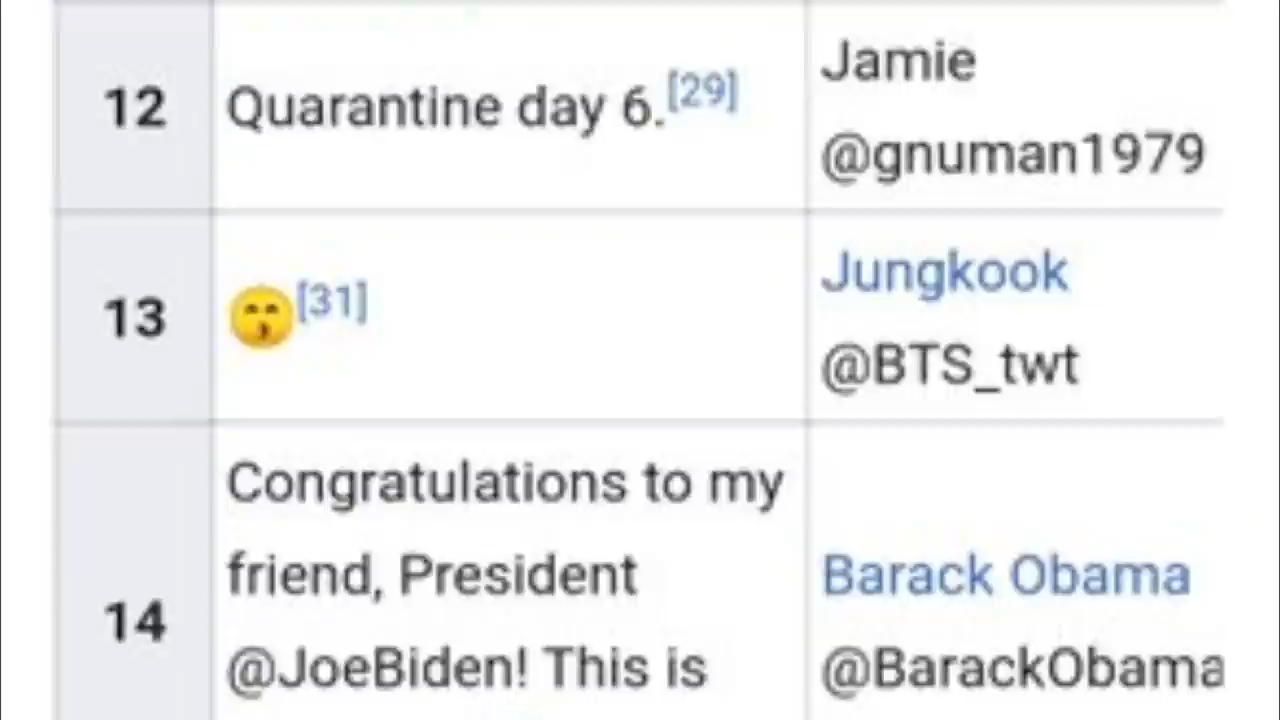 12
Quarantine day 6.[29]
Jamie
@gnuman1979
13
😙[31]
Jungkook
@BTS_twt
14
Congratulations to my
friend, President
@JoeBiden! This is
Barack Obama
@BarackObama